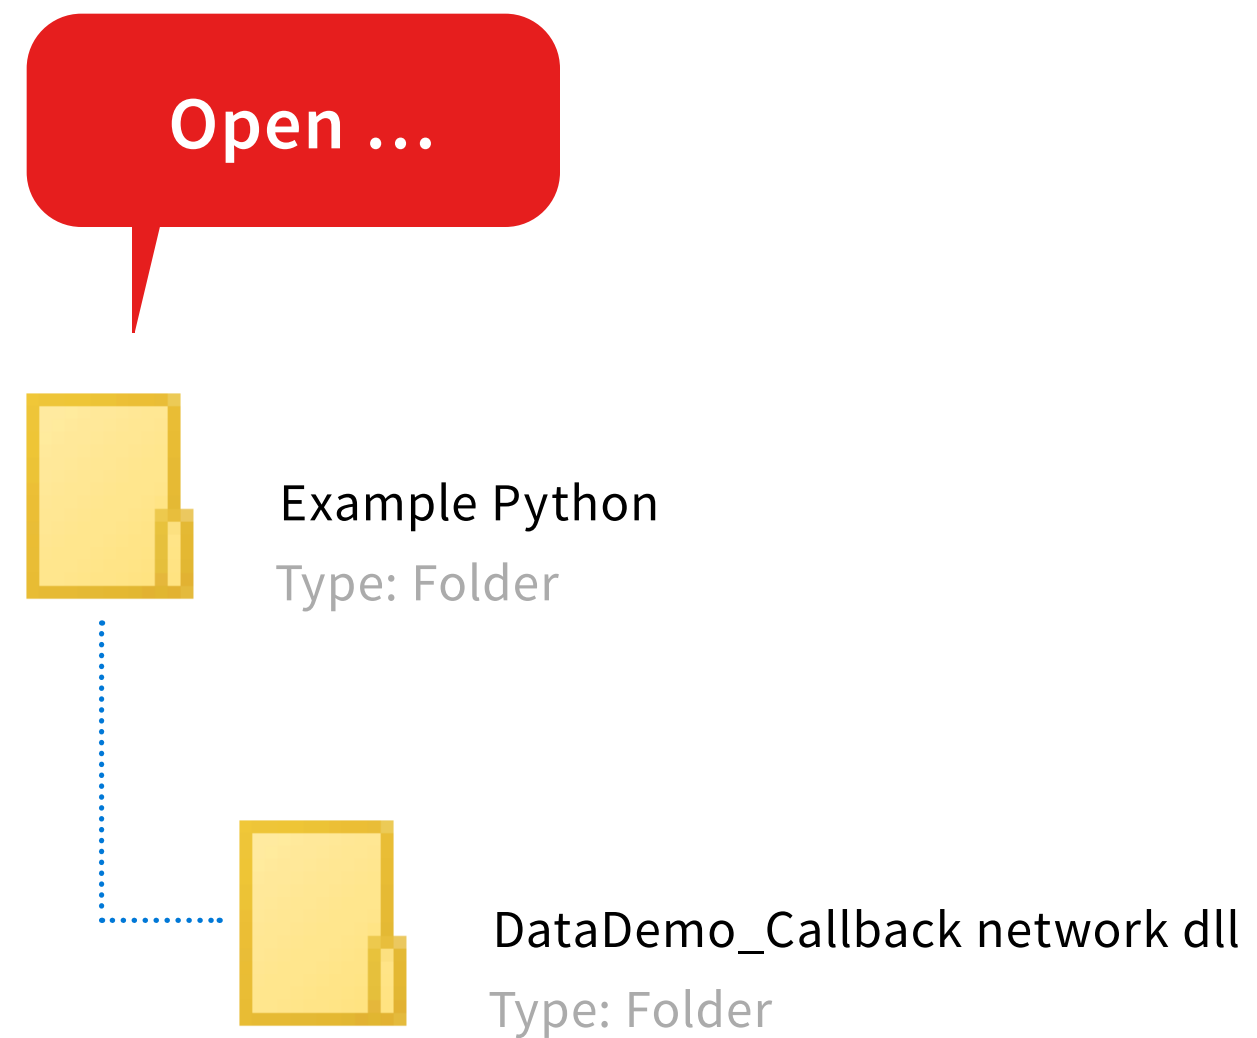 Open ...
Example Python
Type: Folder
DataDemo_Callback network dll
Type: Folder